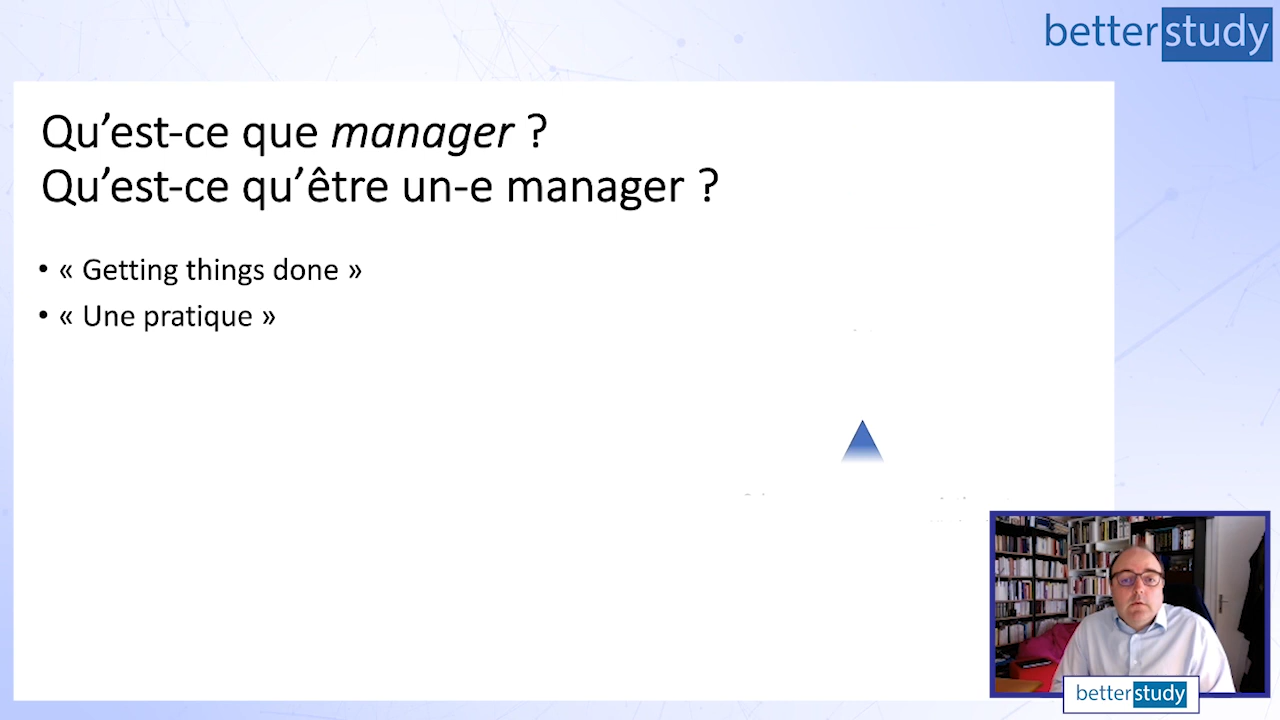 betterstudy
Qu’est-ce que manager ?
Qu’est-ce qu’être un-e manager ?
• « Getting things done »
• « Une pratique »
betterstudy